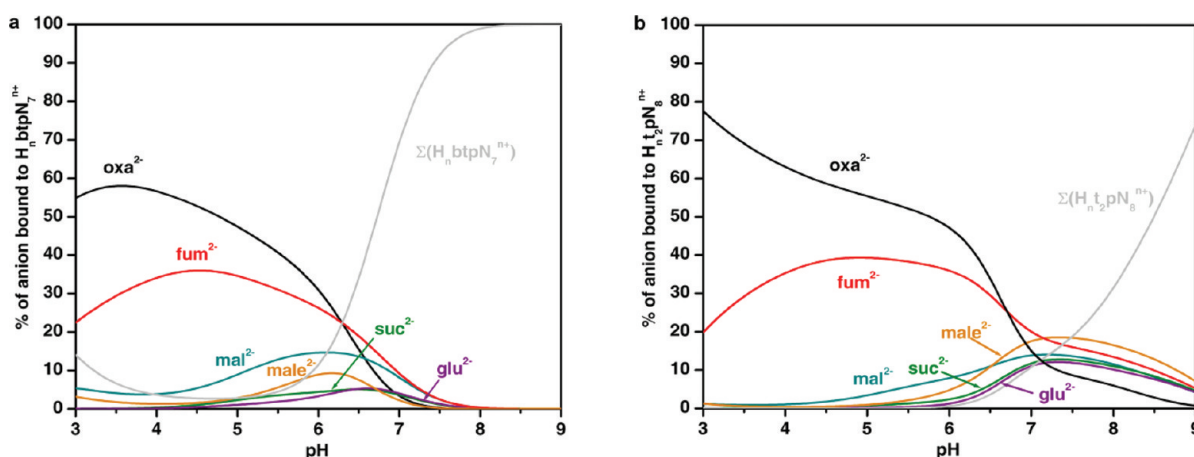 a
% of anion bound to HₙbtpN₇ⁿ⁺
100
90
80
70
60
50
40
30
20
10
0
oxa²⁻
fum²⁻
mal²⁻
male²⁻
suc²⁻
glu²⁻
Σ(HₙbtpN₇ⁿ⁺)
3 4 5 6 7 8 9
pH
b
% of anion bound to Hₙt₂pN₈ⁿ⁺
100
90
80
70
60
50
40
30
20
10
0
oxa²⁻
fum²⁻
male²⁻
mal²⁻
suc²⁻
glu²⁻
Σ(Hₙt₂pN₈ⁿ⁺)
3 4 5 6 7 8 9
pH